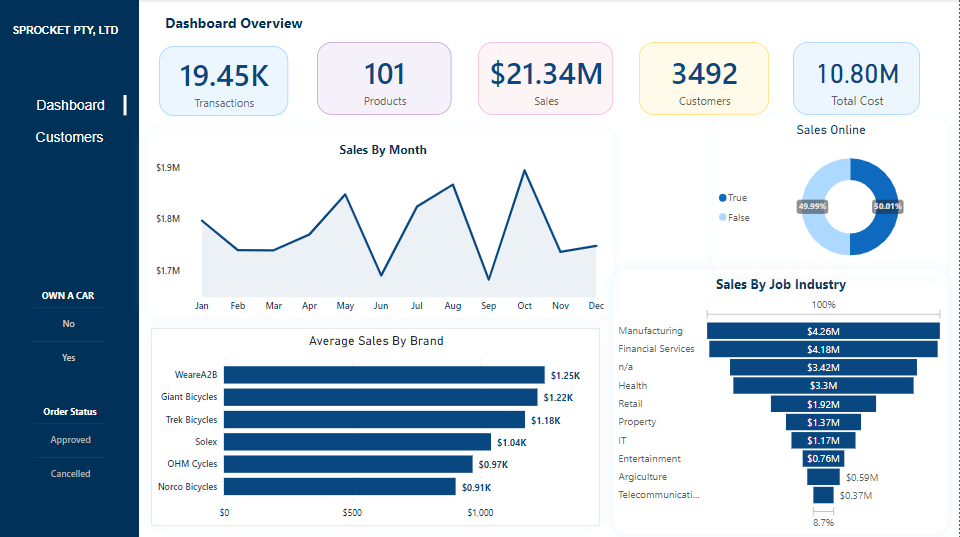 SPROCKET PTY, LTD
Dashboard
Customers
OWN A CAR
No
Yes
Order Status
Approved
Cancelled
Dashboard Overview
19.45K
Transactions
101
Products
$21.34M
Sales
3492
Customers
10.80M
Total Cost
Sales By Month
$1.9M
$1.8M
$1.7M
Jan Feb Mar Apr May Jun Jul Aug Sep Oct Nov Dec
Sales Online
True
False
49.99%
50.01%
Average Sales By Brand
WeareA2B $1.25K
Giant Bicycles $1.22K
Trek Bicycles $1.18K
Solex $1.04K
OHM Cycles $0.97K
Norco Bicycles $0.91K
$0 $500 $1,000
Sales By Job Industry
100%
Manufacturing $4.26M
Financial Services $4.18M
n/a $3.42M
Health $3.3M
Retail $1.92M
Property $1.37M
IT $1.17M
Entertainment $0.76M
Argiculture $0.59M
Telecommunicati... $0.37M
8.7%